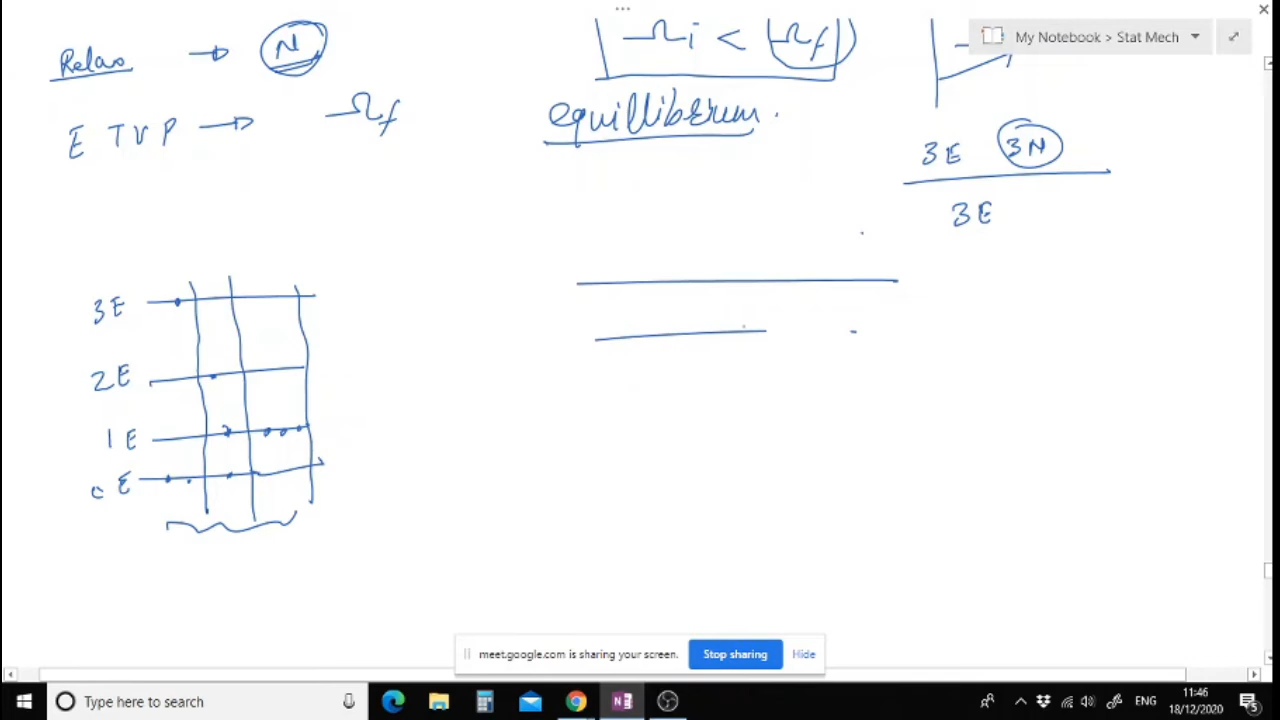 My Notebook > Stat Mech
Relax → N
Ωi < Ωf
E T V P → Ωf
equilliberum.
3E 3N
3E
3E
2E
1E
0E
meet.google.com is sharing your screen.
Stop sharing
Hide
Type here to search
ENG
11:46
18/12/2020
5